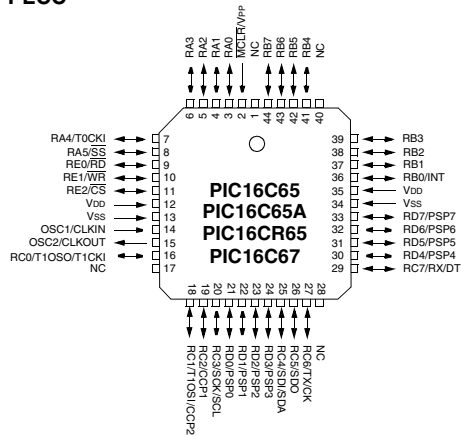 PLCC
RA3
RA2
RA1
RA0
MCLR/VPP
NC
RB7
RB6
RB5
RB4
NC
6
5
4
3
2
1
44
43
42
41
40
RA4/T0CKI 7
RA5/SS 8
RE0/RD 9
RE1/WR 10
RE2/CS 11
VDD 12
VSS 13
OSC1/CLKIN 14
OSC2/CLKOUT 15
RC0/T1OSO/T1CKI 16
NC 17
PIC16C65
PIC16C65A
PIC16CR65
PIC16C67
39 RB3
38 RB2
37 RB1
36 RB0/INT
35 VDD
34 VSS
33 RD7/PSP7
32 RD6/PSP6
31 RD5/PSP5
30 RD4/PSP4
29 RC7/RX/DT
18
19
20
21
22
23
24
25
26
27
28
RC1/T1OSI/CCP2
RC2/CCP1
RC3/SCK/SCL
RD0/PSP0
RD1/PSP1
RD2/PSP2
RD3/PSP3
RC4/SDI/SDA
RC5/SDO
RC6/TX/CK
NC